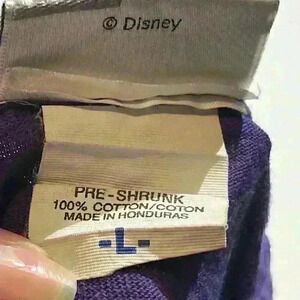 © Disney
PRE-SHRUNK
100% COTTON/COTON
MADE IN HONDURAS
-L-